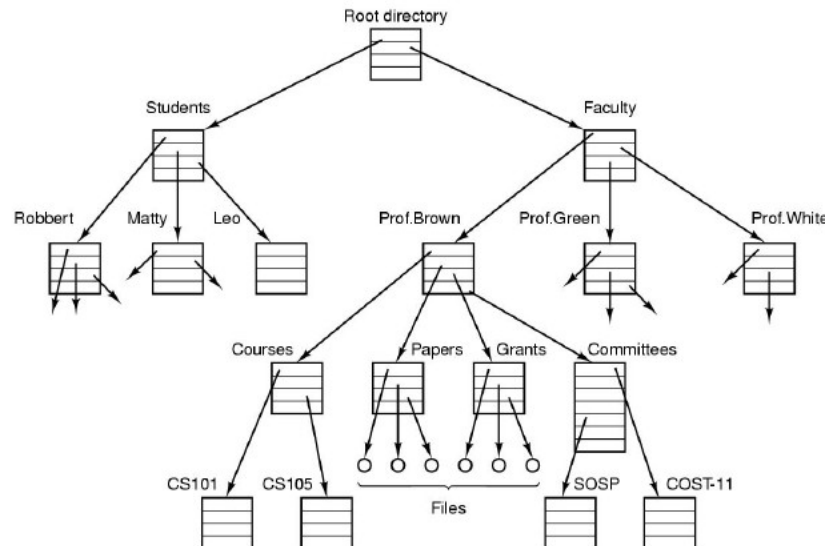 Root directory
Students
Faculty
Robbert
Matty
Leo
Prof.Brown
Prof.Green
Prof.White
Courses
Papers
Grants
Committees
CS101
CS105
Files
SOSP
COST-11